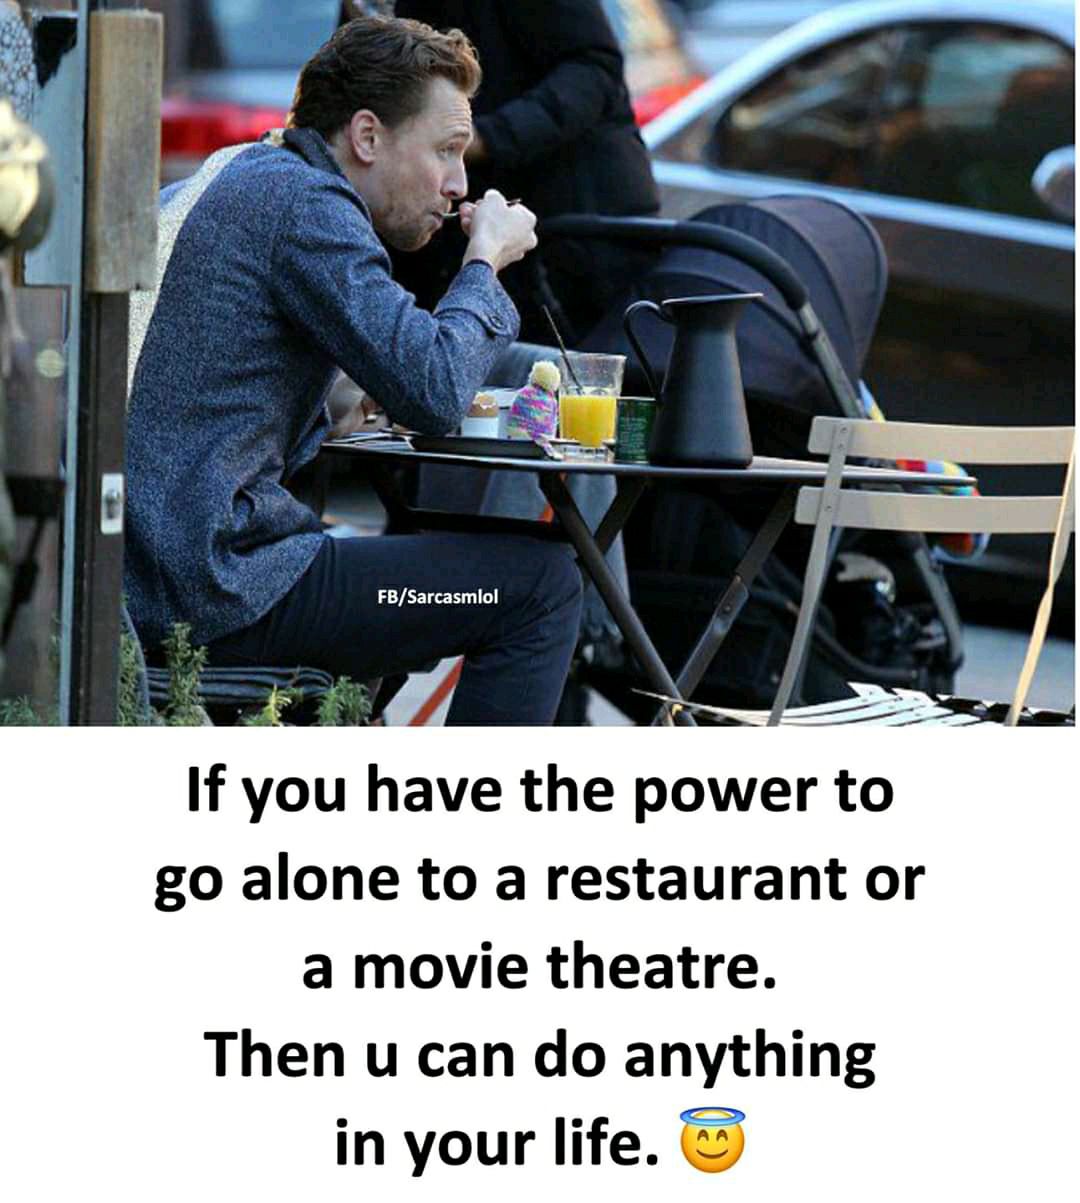 FB/Sarcasmlol
If you have the power to
go alone to a restaurant or
a movie theatre.
Then u can do anything
in your life. 😇